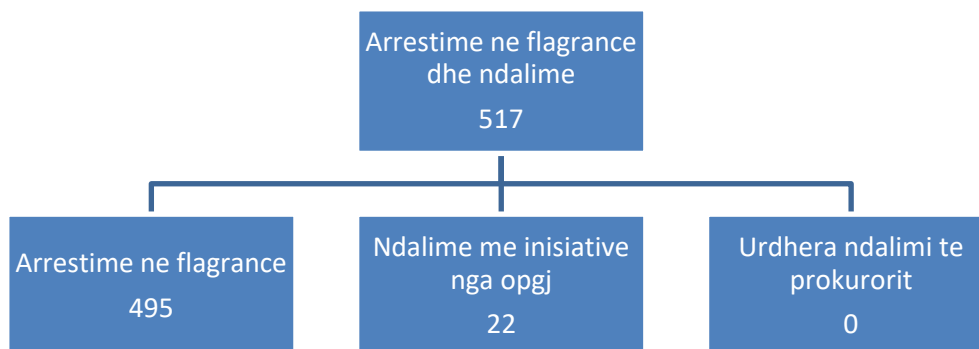 Arrestime ne flagrance
dhe ndalime
517
Arrestime ne flagrance
495
Ndalime me inisiative
nga opgj
22
Urdhera ndalimi te
prokurorit
0